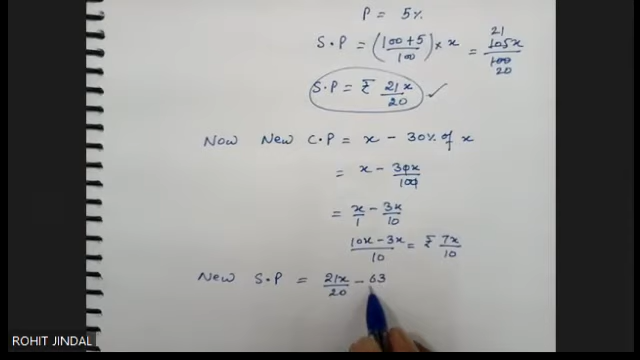 P = 5%
S.P = (100+5/100) × x = 21 105x/100 20
S.P = ₹ 21x/20 ✓
Now New C.P = x - 30% of x
= x - 30x/100
= x/1 - 3x/10
10x-3x/10 = ₹ 7x/10
New S.P = 21x/20 - 63
ROHIT JINDAL